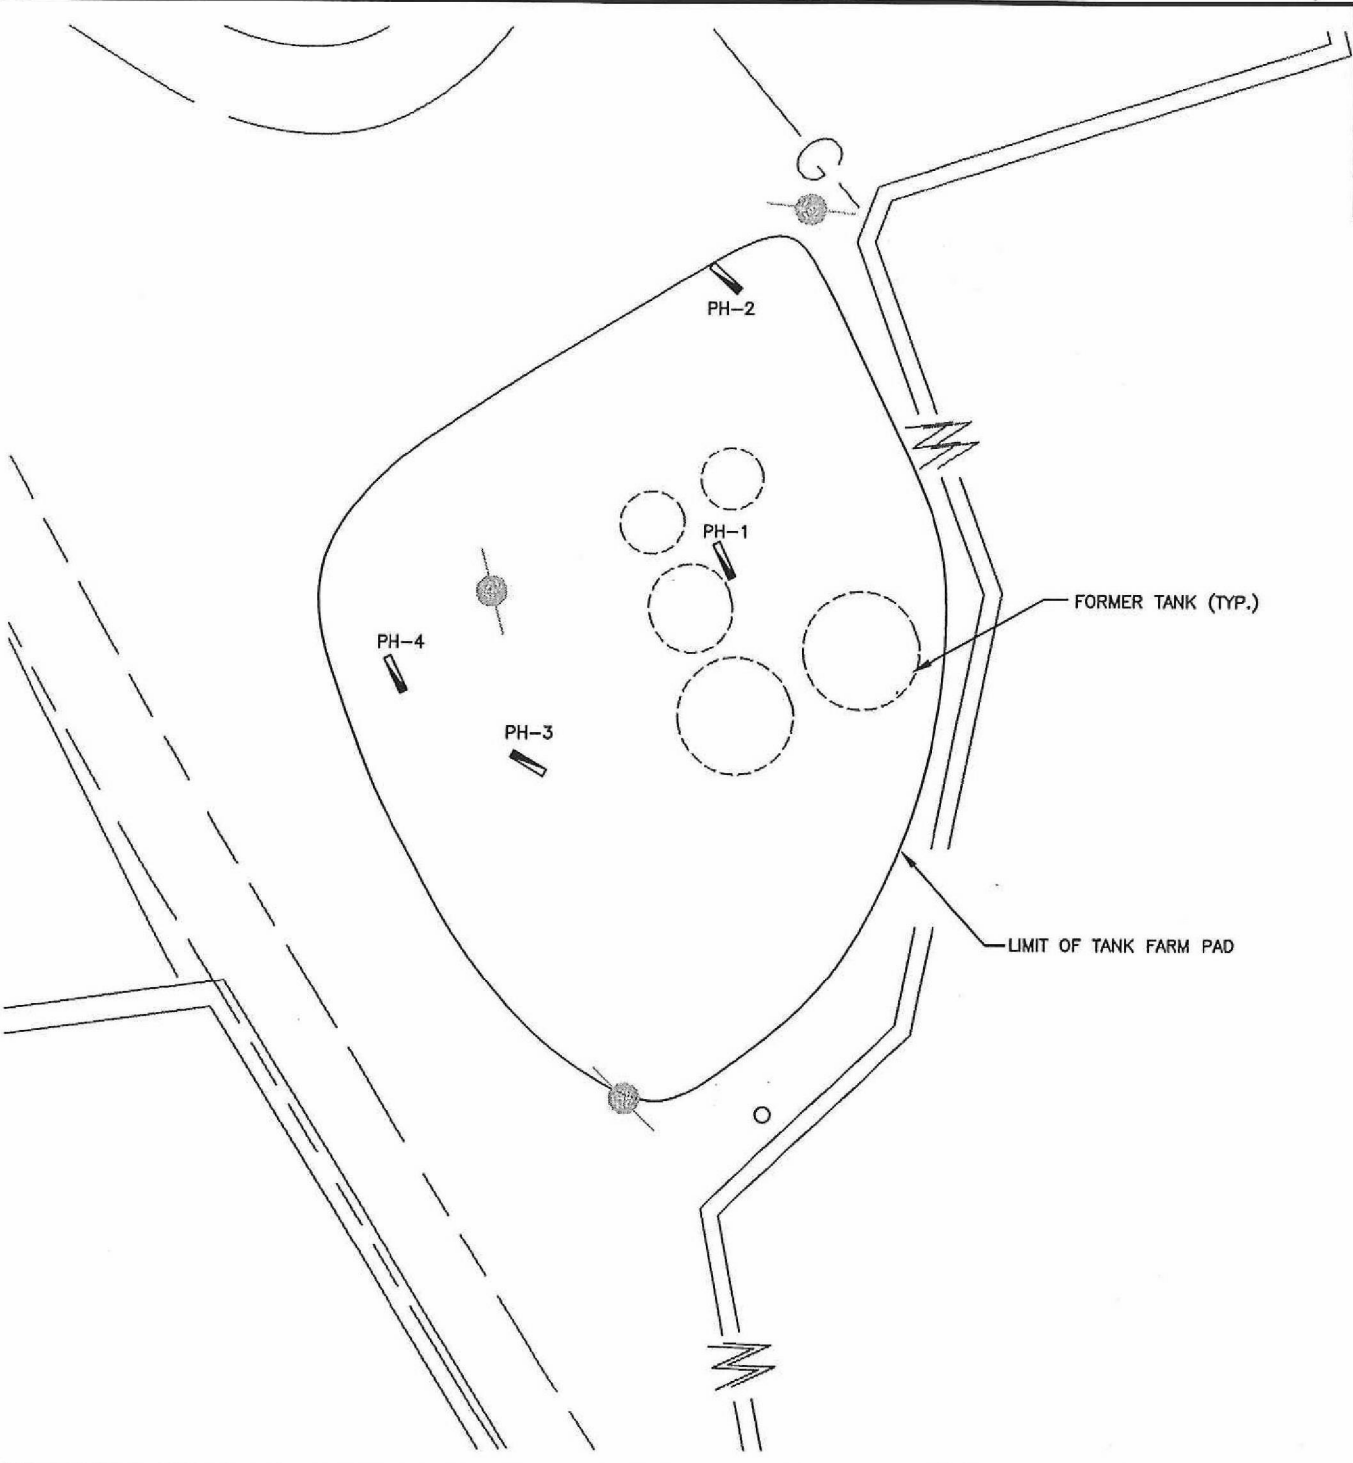 G
PH-2
M
PH-1
FORMER TANK (TYP.)
PH-4
PH-3
LIMIT OF TANK FARM PAD
M